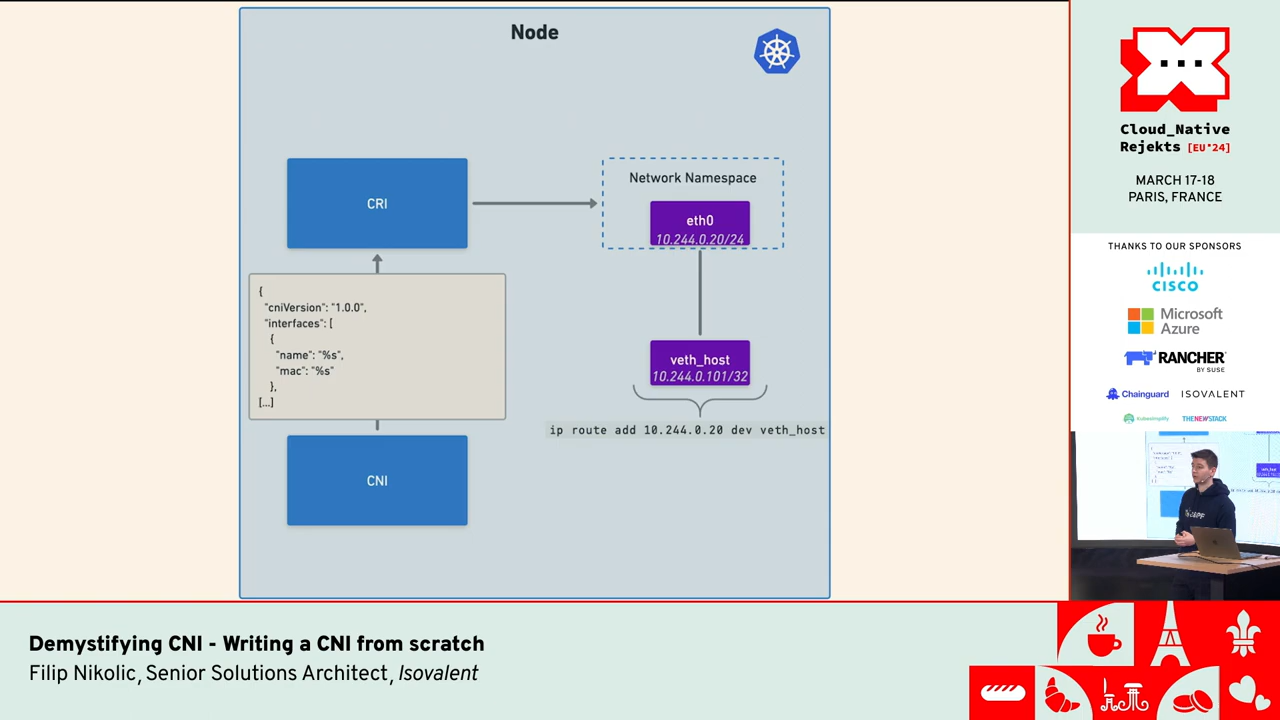 Node
CRI
Network Namespace
eth0
10.244.0.20/24
{
"cniVersion": "1.0.0",
"interfaces": [
{
"name": "%s",
"mac": "%s"
},
[...]
veth_host
10.244.0.101/32
ip route add 10.244.0.20 dev veth_host
CNI
Cloud_Native
Rejekts [EU'24]
MARCH 17-18
PARIS, FRANCE
THANKS TO OUR SPONSORS
CISCO
Microsoft
Azure
RANCHER
BY SUSE
Chainguard
ISOVALENT
kubesimplify
THENEWSTACK
Demystifying CNI - Writing a CNI from scratch
Filip Nikolic, Senior Solutions Architect, Isovalent